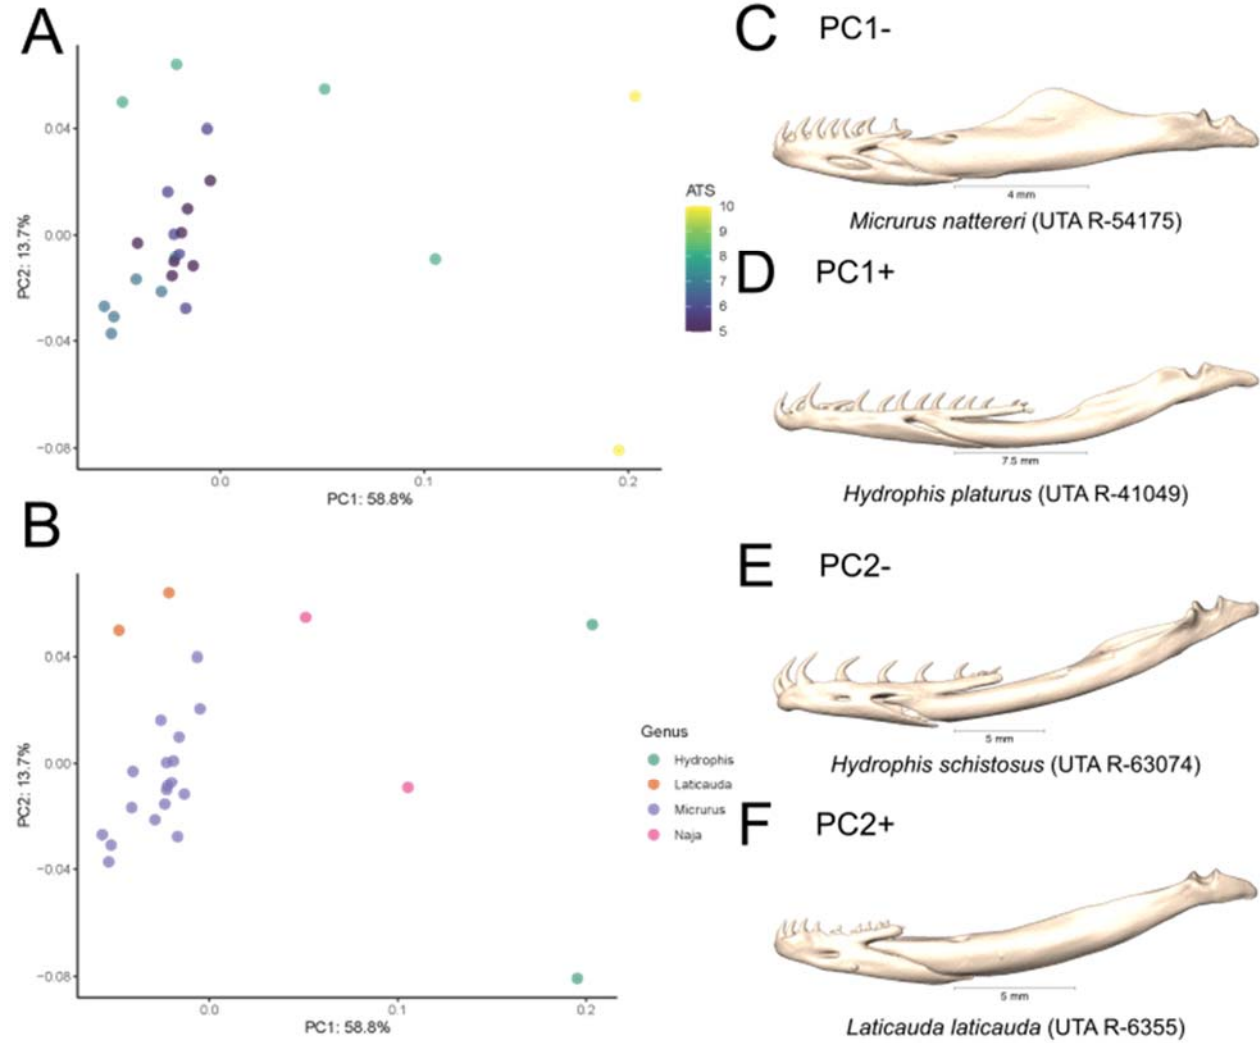 A
0.04
0.00
−0.04
−0.08
PC2: 13.7%
0.0
0.1
0.2
PC1: 58.8%
ATS
10
9
8
7
6
5
B
0.04
0.00
−0.04
−0.08
PC2: 13.7%
0.0
0.1
0.2
PC1: 58.8%
Genus
Hydrophis
Laticauda
Micrurus
Naja
C PC1-
4 mm
Micrurus nattereri (UTA R-54175)
D PC1+
7.5 mm
Hydrophis platurus (UTA R-41049)
E PC2-
5 mm
Hydrophis schistosus (UTA R-63074)
F PC2+
5 mm
Laticauda laticauda (UTA R-6355)